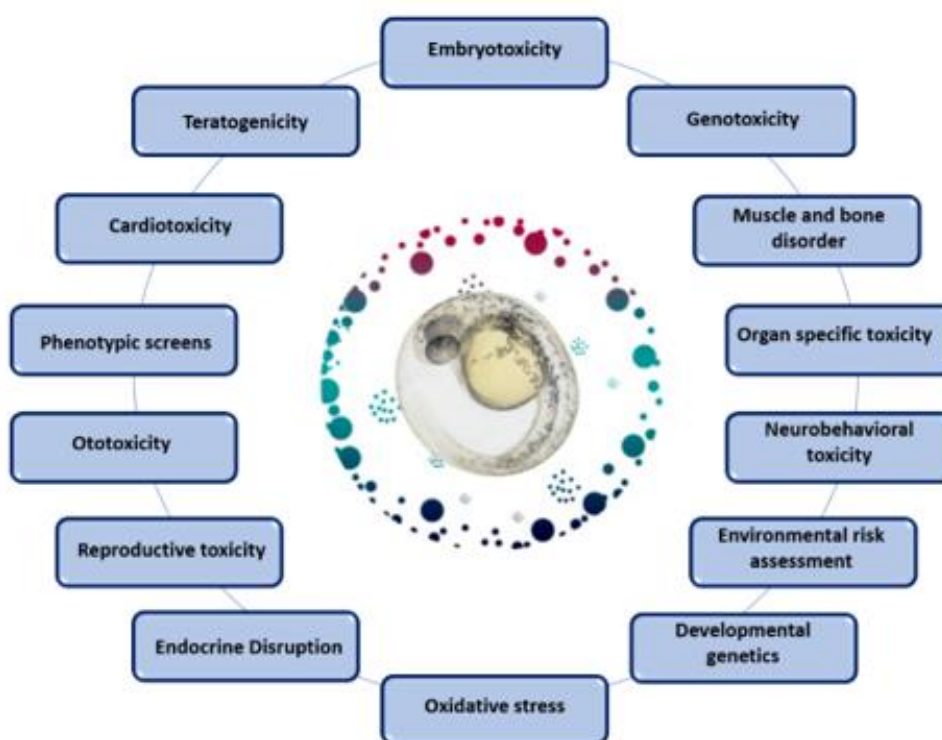 Embryotoxicity
Teratogenicity
Genotoxicity
Cardiotoxicity
Muscle and bone
disorder
Phenotypic screens
Organ specific toxicity
Ototoxicity
Neurobehavioral
toxicity
Reproductive toxicity
Environmental risk
assessment
Endocrine Disruption
Developmental
genetics
Oxidative stress